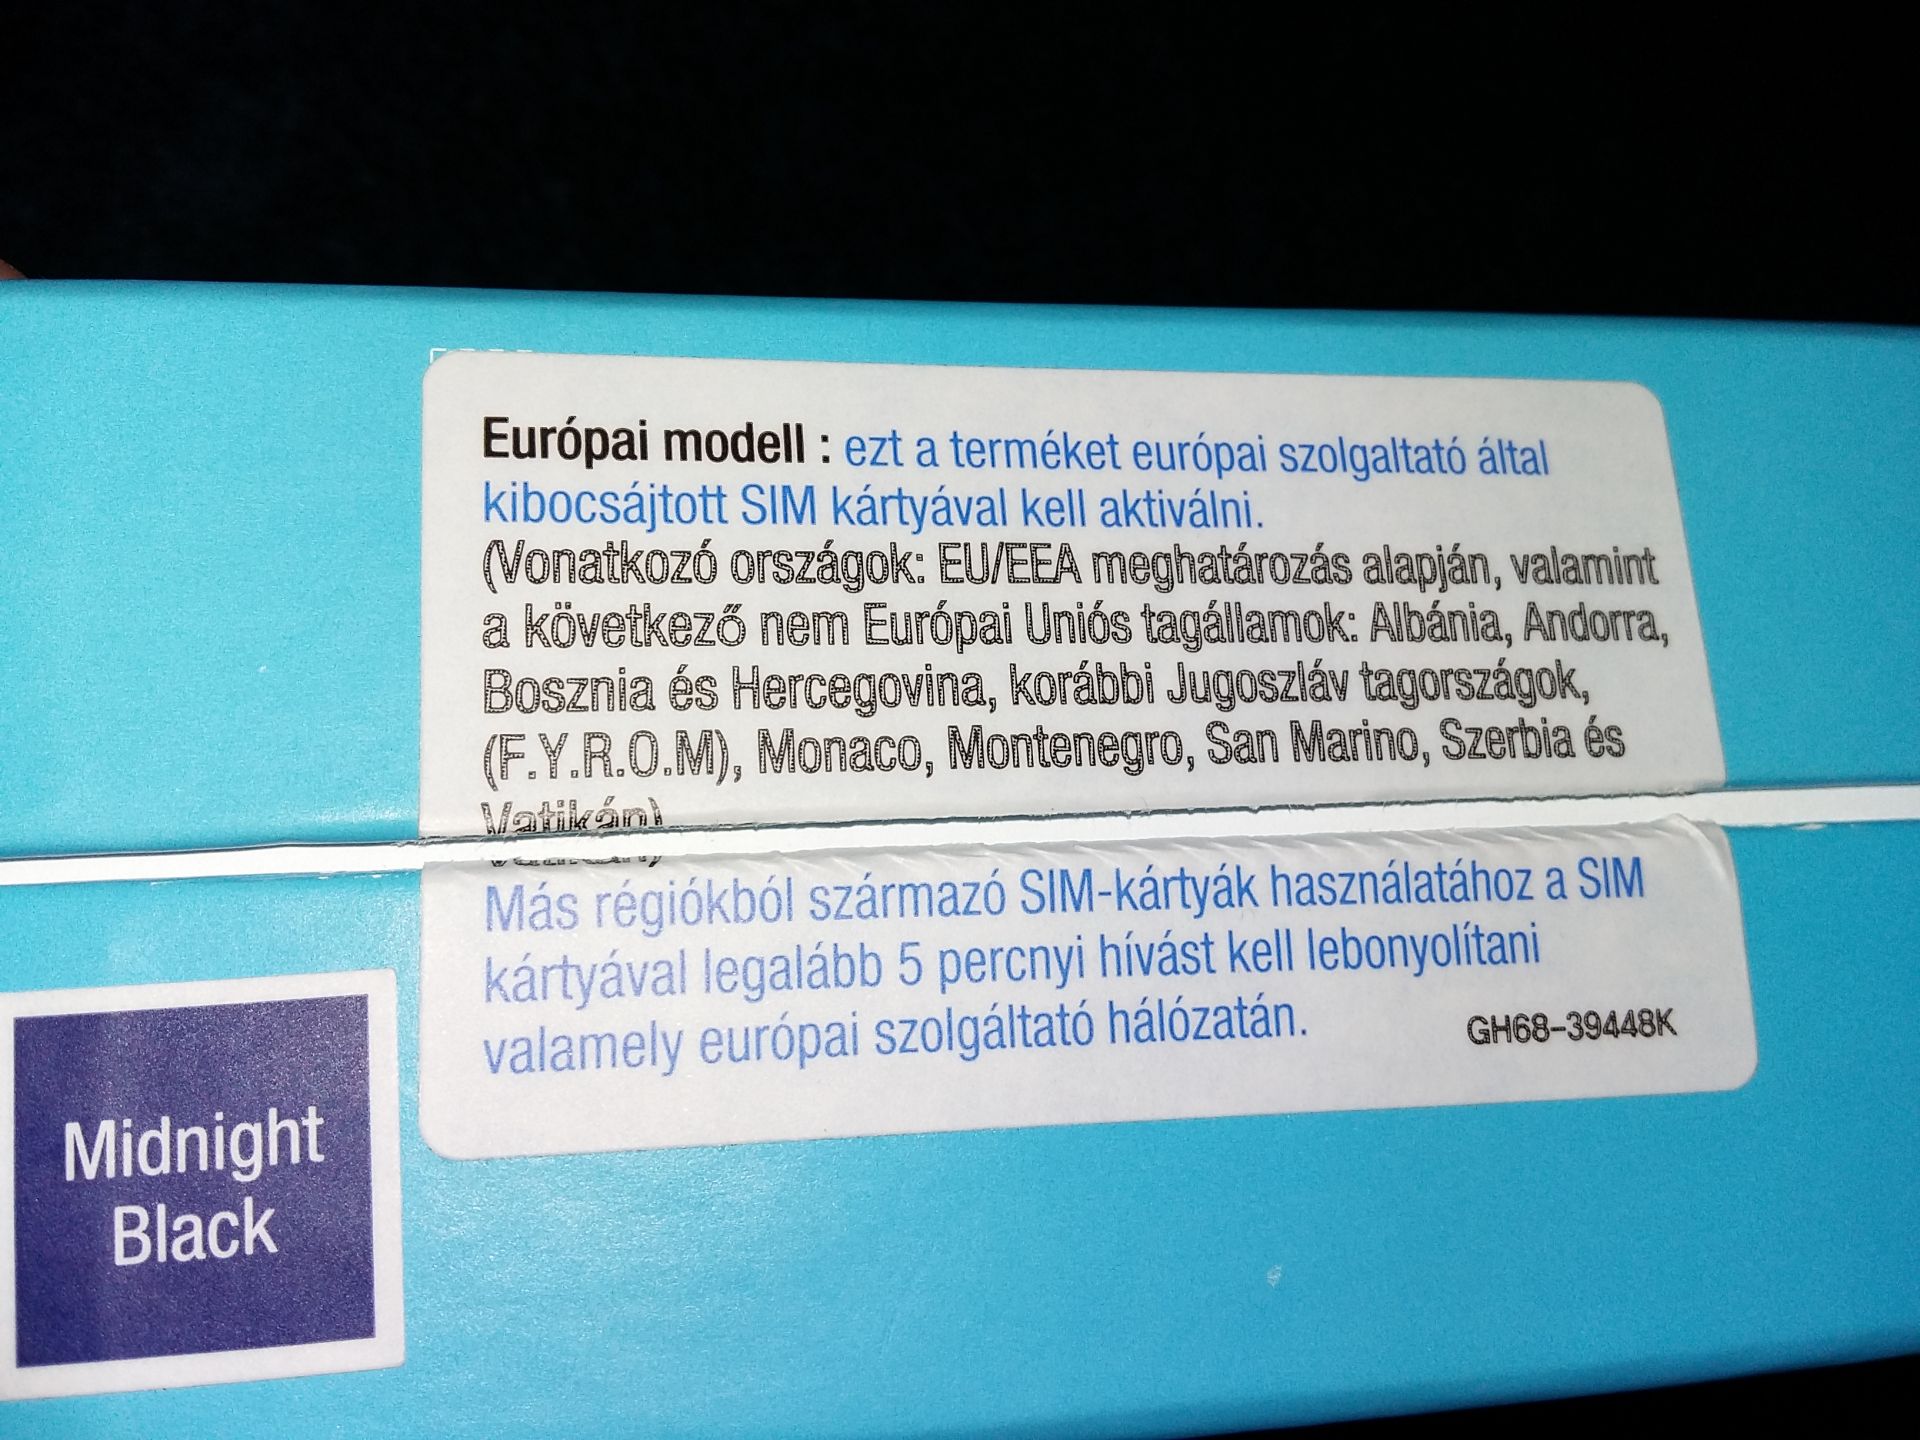 Európai modell : ezt a terméket európai szolgaltató által
kibocsájtott SIM kártyával kell aktiválni.
(Vonatkozó országok: EU/EEA meghatározás alapján, valamint
a következő nem Európai Uniós tagállamok: Albánia, Andorra,
Bosznia és Hercegovina, korábbi Jugoszláv tagországok,
(F.Y.R.O.M), Monaco, Montenegro, San Marino, Szerbia és
Vatikán)
Más régiókból származó SIM-kártyák használatához a SIM
kártyával legalább 5 percnyi hívást kell lebonyolítani
valamely európai szolgáltató hálózatán.
GH68-39448K
Midnight
Black